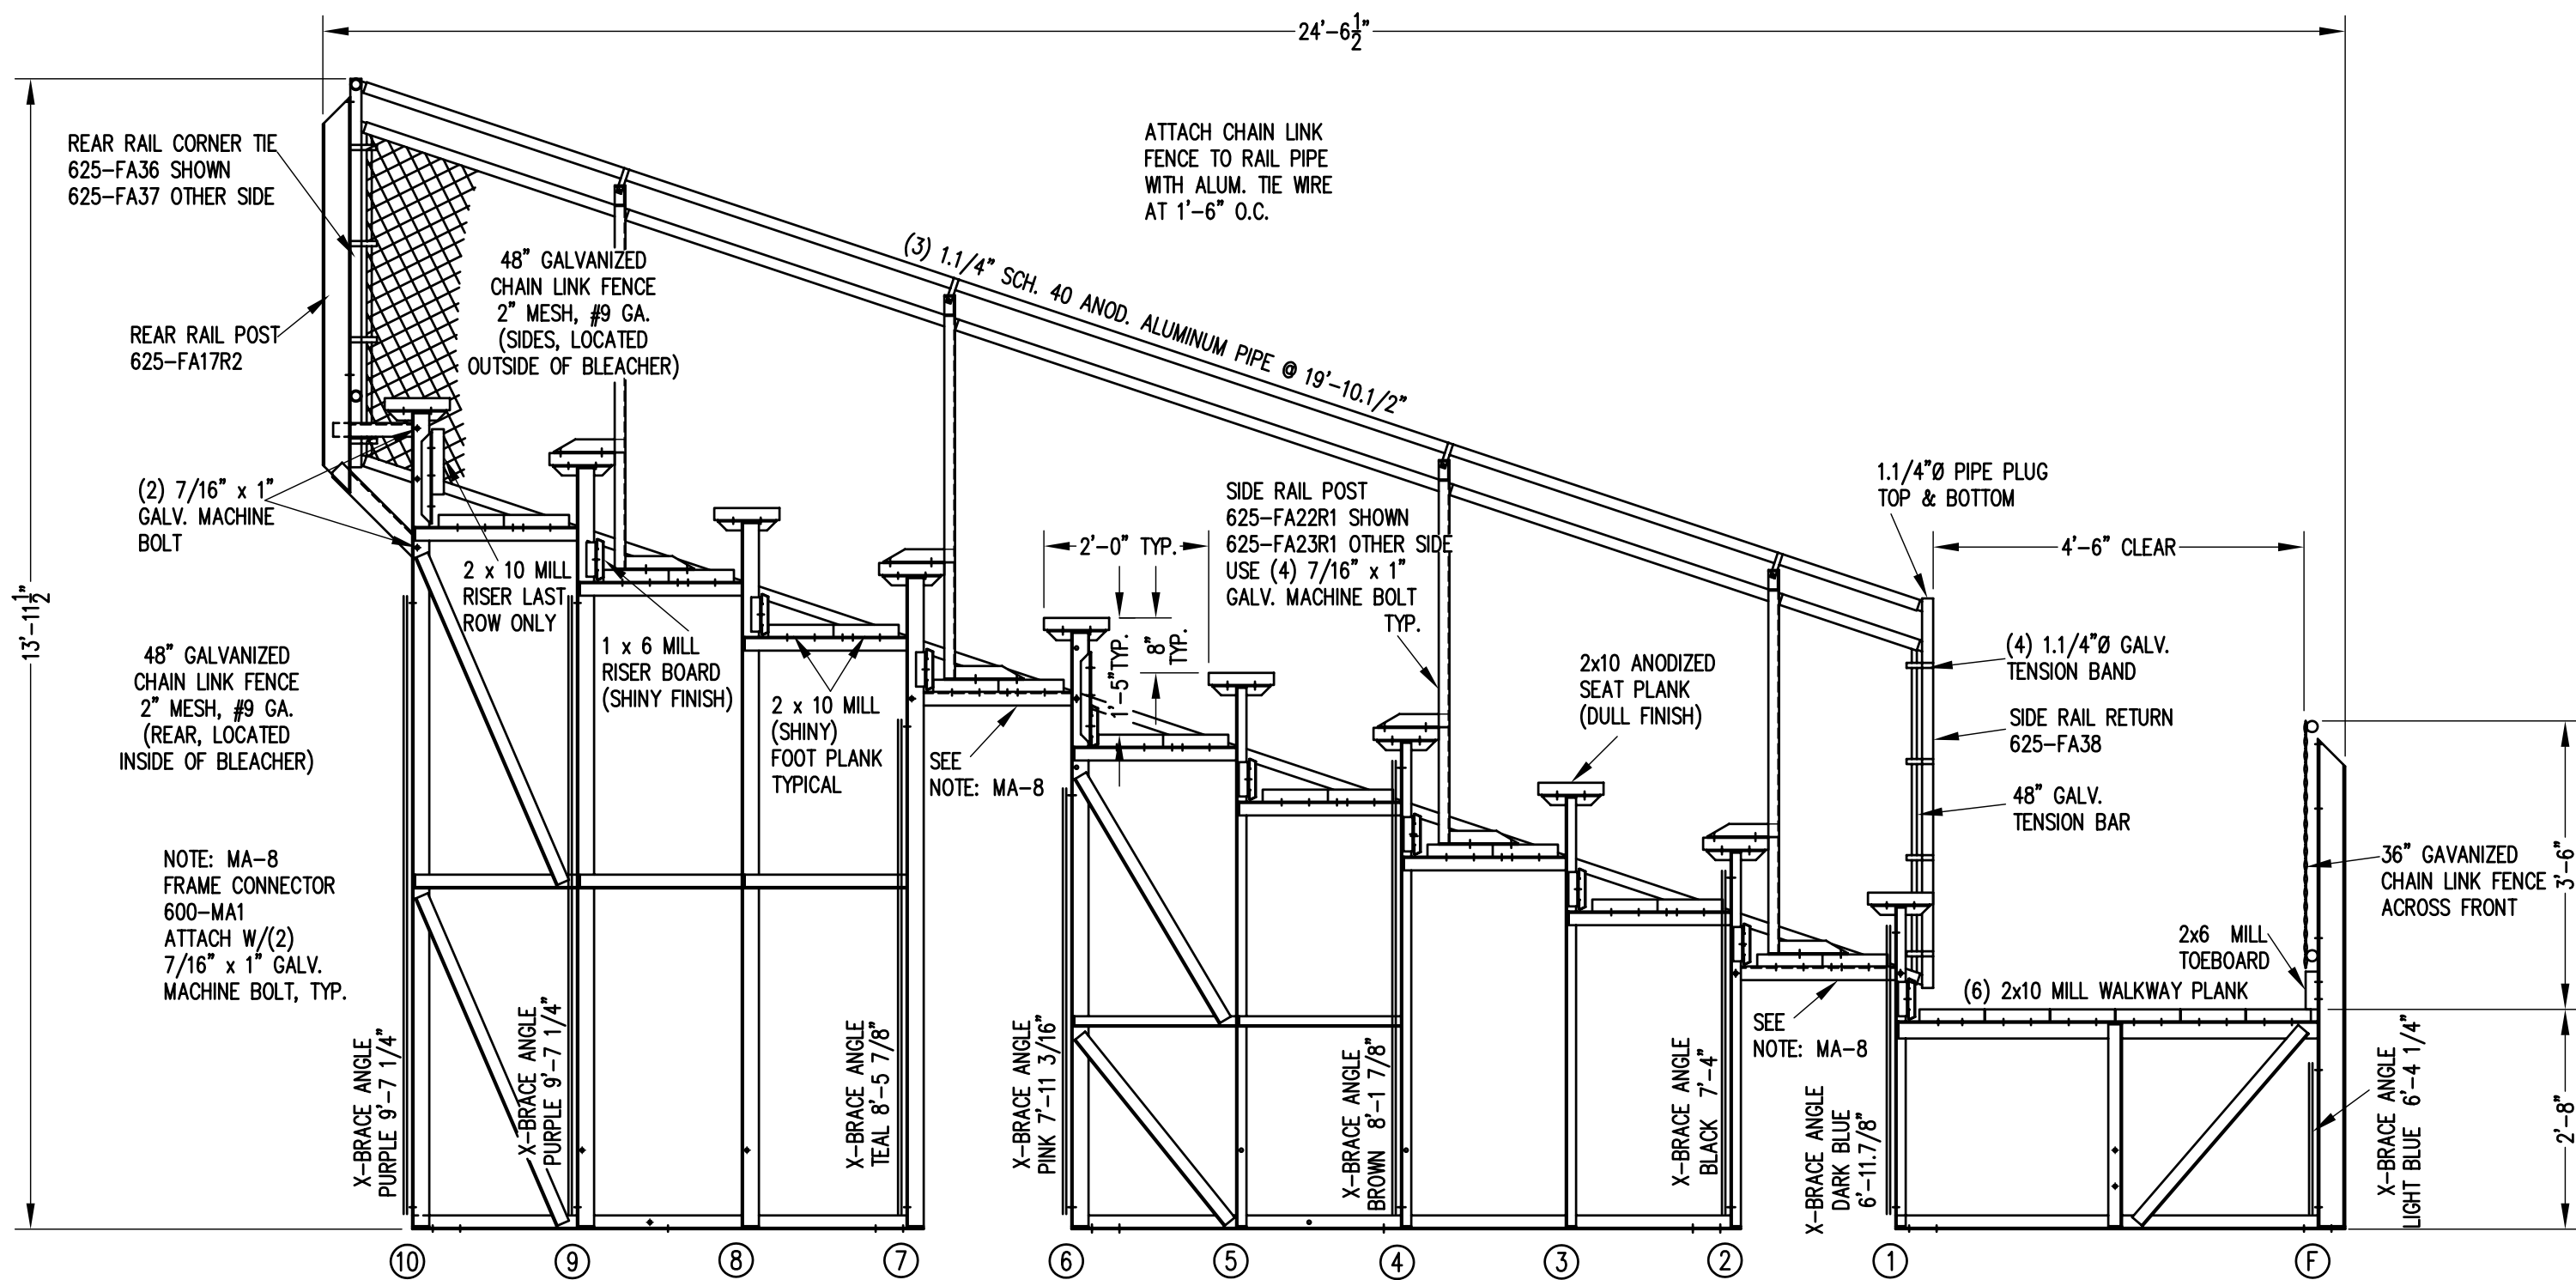 24'-6 1/2"
REAR RAIL CORNER TIE
625-FA36 SHOWN
625-FA37 OTHER SIDE
ATTACH CHAIN LINK
FENCE TO RAIL PIPE
WITH ALUM. TIE WIRE
AT 1'-6" O.C.
48" GALVANIZED
CHAIN LINK FENCE
2" MESH, #9 GA.
(SIDES, LOCATED
OUTSIDE OF BLEACHER)
(3) 1.1/4" SCH. 40 ANOD. ALUMINUM PIPE @ 19'-10.1/2"
REAR RAIL POST
625-FA17R2
(2) 7/16" x 1"
GALV. MACHINE
BOLT
13'-11 1/2"
2 x 10 MILL
RISER LAST
ROW ONLY
1 x 6 MILL
RISER BOARD
(SHINY FINISH)
2 x 10 MILL
(SHINY)
FOOT PLANK
TYPICAL
48" GALVANIZED
CHAIN LINK FENCE
2" MESH, #9 GA.
(REAR, LOCATED
INSIDE OF BLEACHER)
NOTE: MA-8
FRAME CONNECTOR
600-MA1
ATTACH W/(2)
7/16" x 1" GALV.
MACHINE BOLT, TYP.
SEE
NOTE: MA-8
2'-0" TYP.
1'-5"TYP.
8"
TYP.
SIDE RAIL POST
625-FA22R1 SHOWN
625-FA23R1 OTHER SIDE
USE (4) 7/16" x 1"
GALV. MACHINE BOLT
TYP.
2x10 ANODIZED
SEAT PLANK
(DULL FINISH)
1.1/4"Ø PIPE PLUG
TOP & BOTTOM
4'-6" CLEAR
(4) 1.1/4"Ø GALV.
TENSION BAND
SIDE RAIL RETURN
625-FA38
48" GALV.
TENSION BAR
36" GAVANIZED
CHAIN LINK FENCE
ACROSS FRONT
3'-6"
2x6 MILL
TOEBOARD
(6) 2x10 MILL WALKWAY PLANK
SEE
NOTE: MA-8
2'-8"
X-BRACE ANGLE
PURPLE 9'-7 1/4"
X-BRACE ANGLE
PURPLE 9'-7 1/4"
X-BRACE ANGLE
TEAL 8'-5 7/8"
X-BRACE ANGLE
PINK 7'-11 3/16"
X-BRACE ANGLE
BROWN 8'-1 7/8"
X-BRACE ANGLE
BLACK 7'-4"
X-BRACE ANGLE
DARK BLUE
6'-11.7/8"
X-BRACE ANGLE
LIGHT BLUE 6'-4 1/4"
10
9
8
7
6
5
4
3
2
1
F